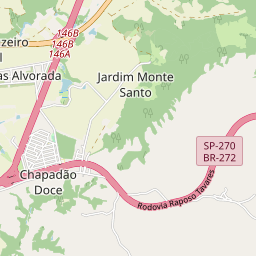 146B
146B
146A
zeiro
l
as Alvorada
Jardim Monte
Santo
SP-270
BR-272
Chapadão
Doce
Rodovia Raposo Tavares